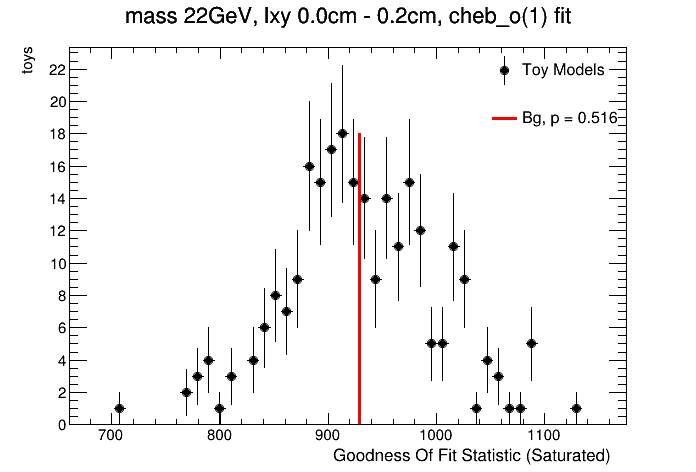 mass 22GeV, lxy 0.0cm - 0.2cm, cheb_o(1) fit
toys
Toy Models
Bg, p = 0.516
22
20
18
16
14
12
10
8
6
4
2
0
700 800 900 1000 1100
Goodness Of Fit Statistic (Saturated)